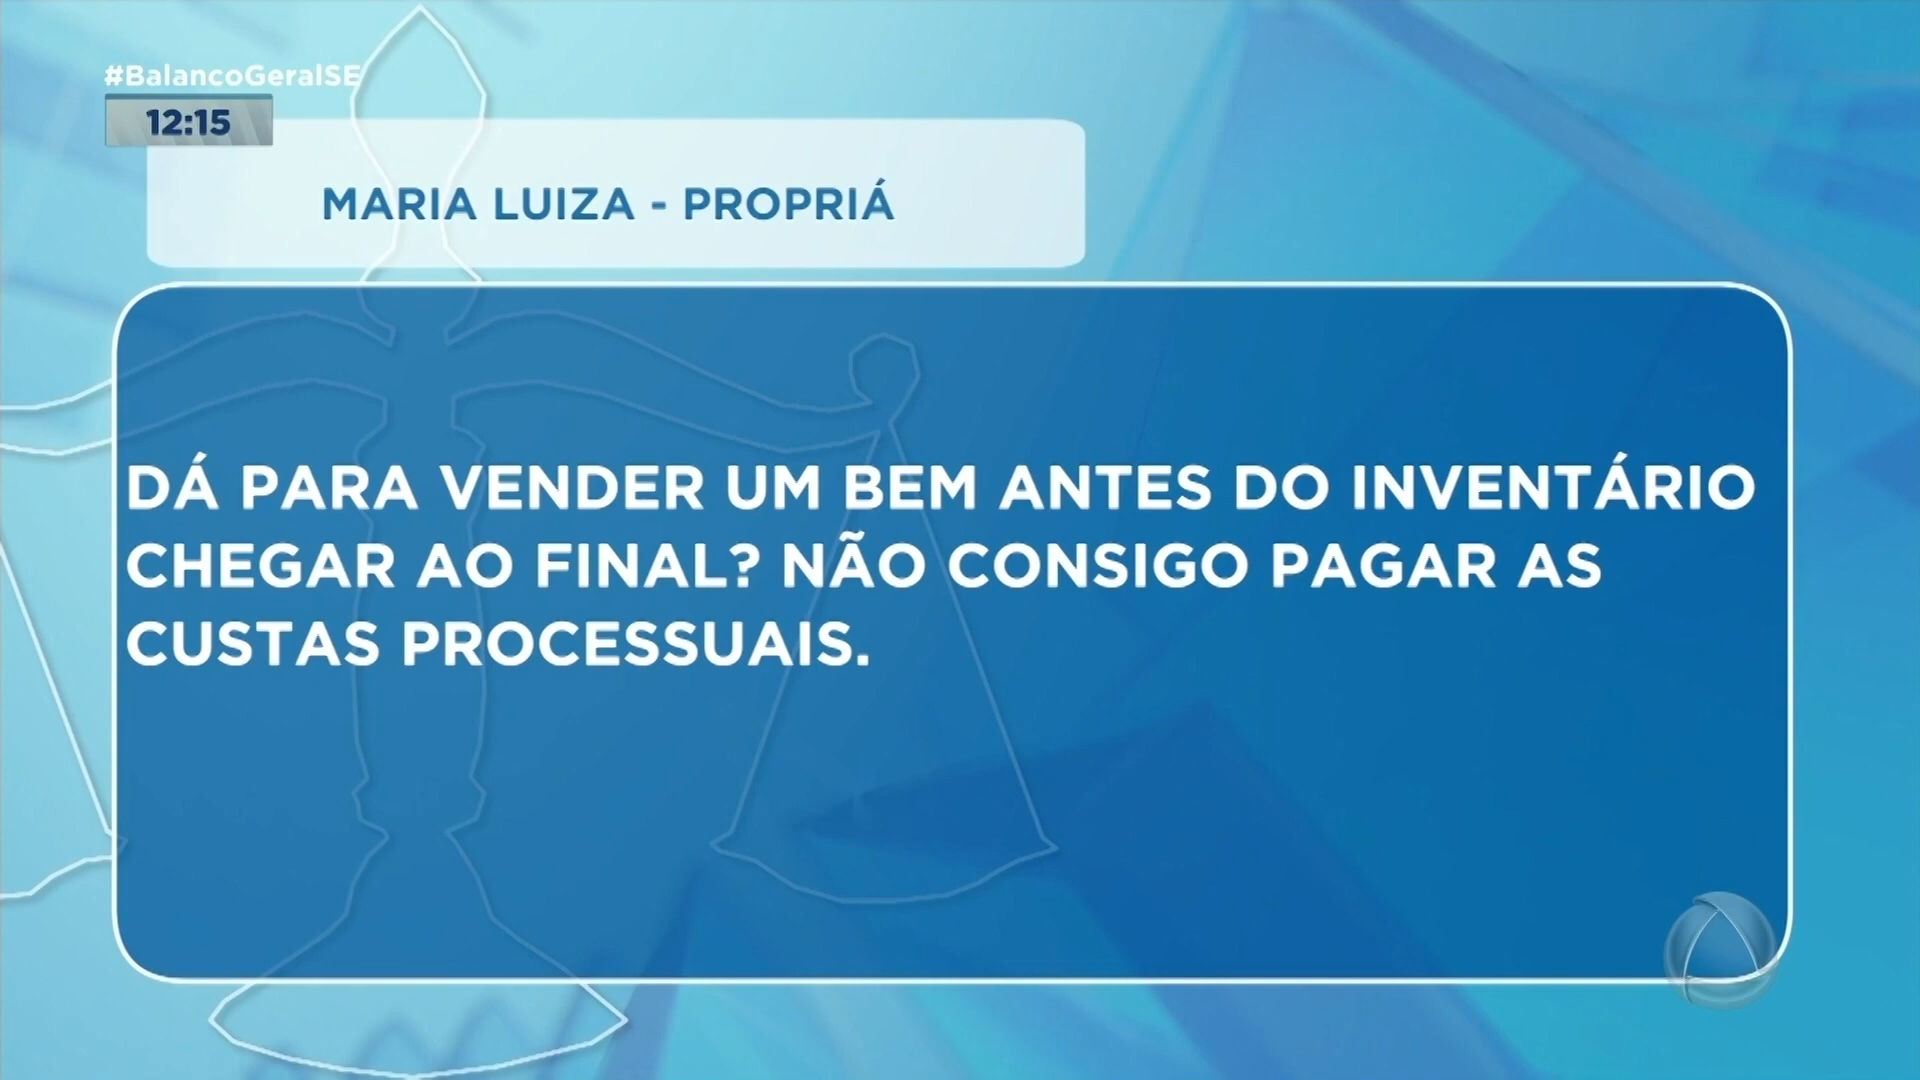 #BalancoGeralSE
12:15
MARIA LUIZA - PROPRIÁ
DÁ PARA VENDER UM BEM ANTES DO INVENTÁRIO
CHEGAR AO FINAL? NÃO CONSIGO PAGAR AS
CUSTAS PROCESSUAIS.